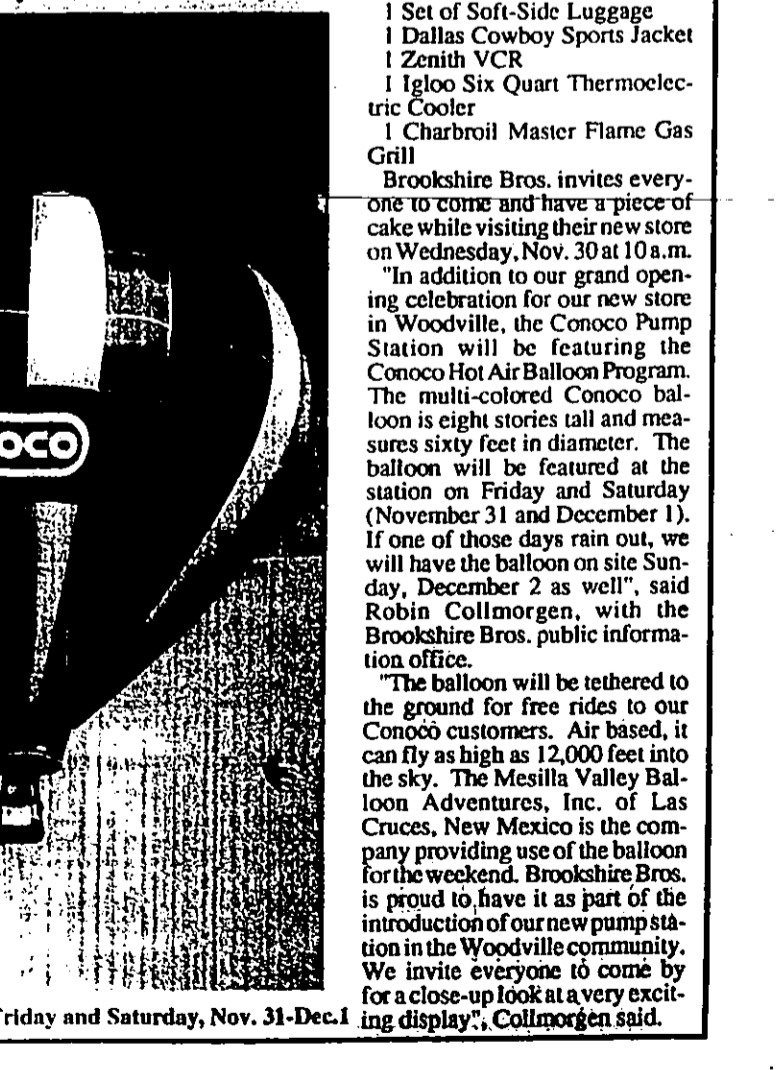 oco
riday and Saturday, Nov. 31-Dec.1
1 Set of Soft-Side Luggage
1 Dallas Cowboy Sports Jacket
1 Zenith VCR
1 Igloo Six Quart Thermoelec-
tric Cooler
1 Charbroil Master Flame Gas
Grill
Brookshire Bros. invites every-
one to come and have a piece of
cake while visiting their new store
on Wednesday, Nov. 30 at 10 a.m.
"In addition to our grand open-
ing celebration for our new store
in Woodville, the Conoco Pump
Station will be featuring the
Conoco Hot Air Balloon Program.
The multi-colored Conoco bal-
loon is eight stories tall and mea-
sures sixty feet in diameter. The
balloon will be featured at the
station on Friday and Saturday
(November 31 and December 1).
If one of those days rain out, we
will have the balloon on site Sun-
day, December 2 as well", said
Robin Collmorgen, with the
Brookshire Bros. public informa-
tion office.
"The balloon will be tethered to
the ground for free rides to our
Conoco customers. Air based, it
can fly as high as 12,000 feet into
the sky. The Mesilla Valley Bal-
loon Adventures, Inc. of Las
Cruces, New Mexico is the com-
pany providing use of the balloon
for the weekend. Brookshire Bros.
is proud to have it as part of the
introduction of our new pump sta-
tion in the Woodville community.
We invite everyone to come by
for a close-up look at a very excit-
ing display", Collmorgen said.